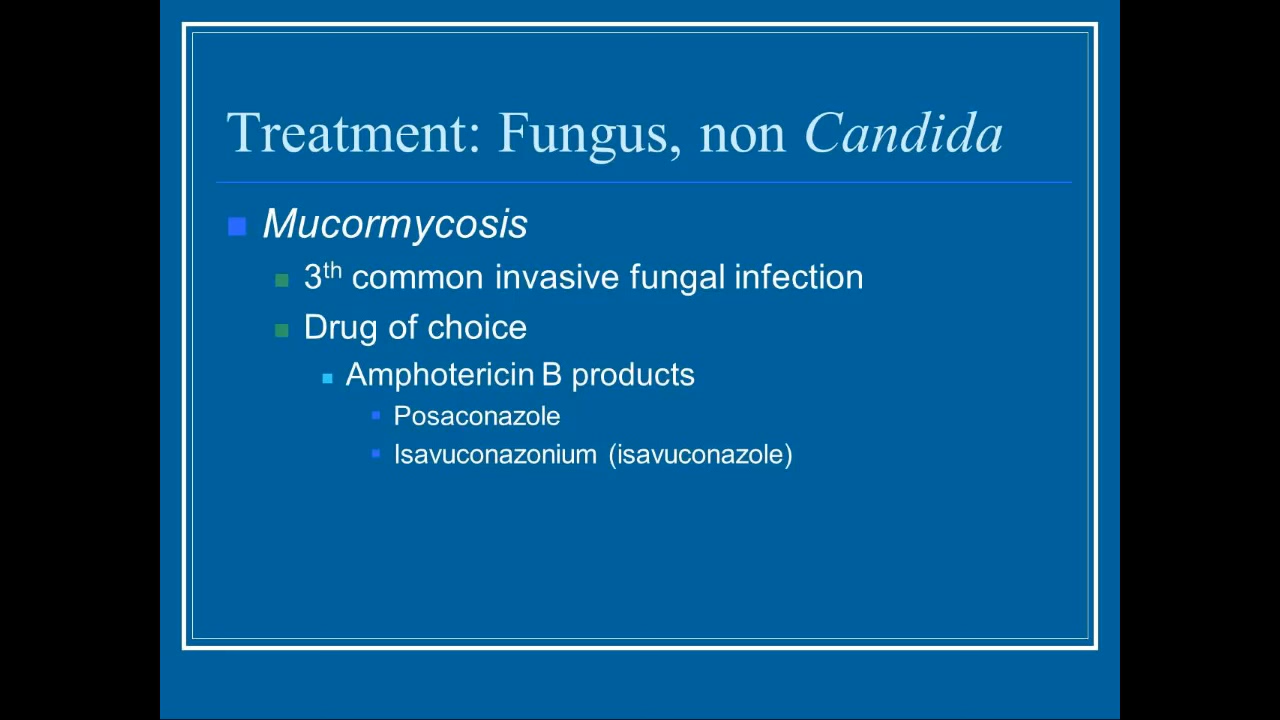 Treatment: Fungus, non Candida
Mucormycosis
3th common invasive fungal infection
Drug of choice
Amphotericin B products
Posaconazole
Isavuconazonium (isavuconazole)